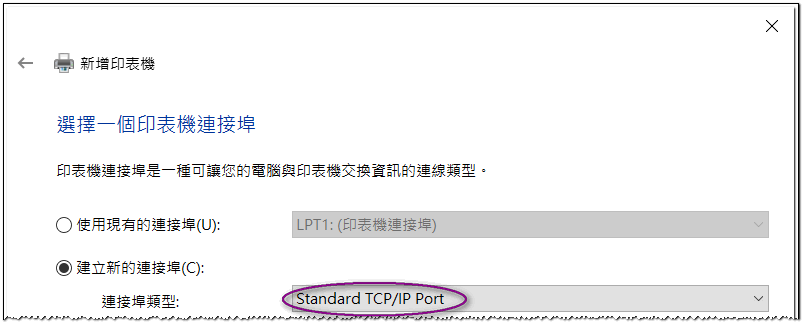 新增印表機
選擇一個印表機連接埠
印表機連接埠是一種可讓您的電腦與印表機交換資訊的連線類型。
使用現有的連接埠(U): LPT1: (印表機連接埠)
建立新的連接埠(C):
連接埠類型: Standard TCP/IP Port